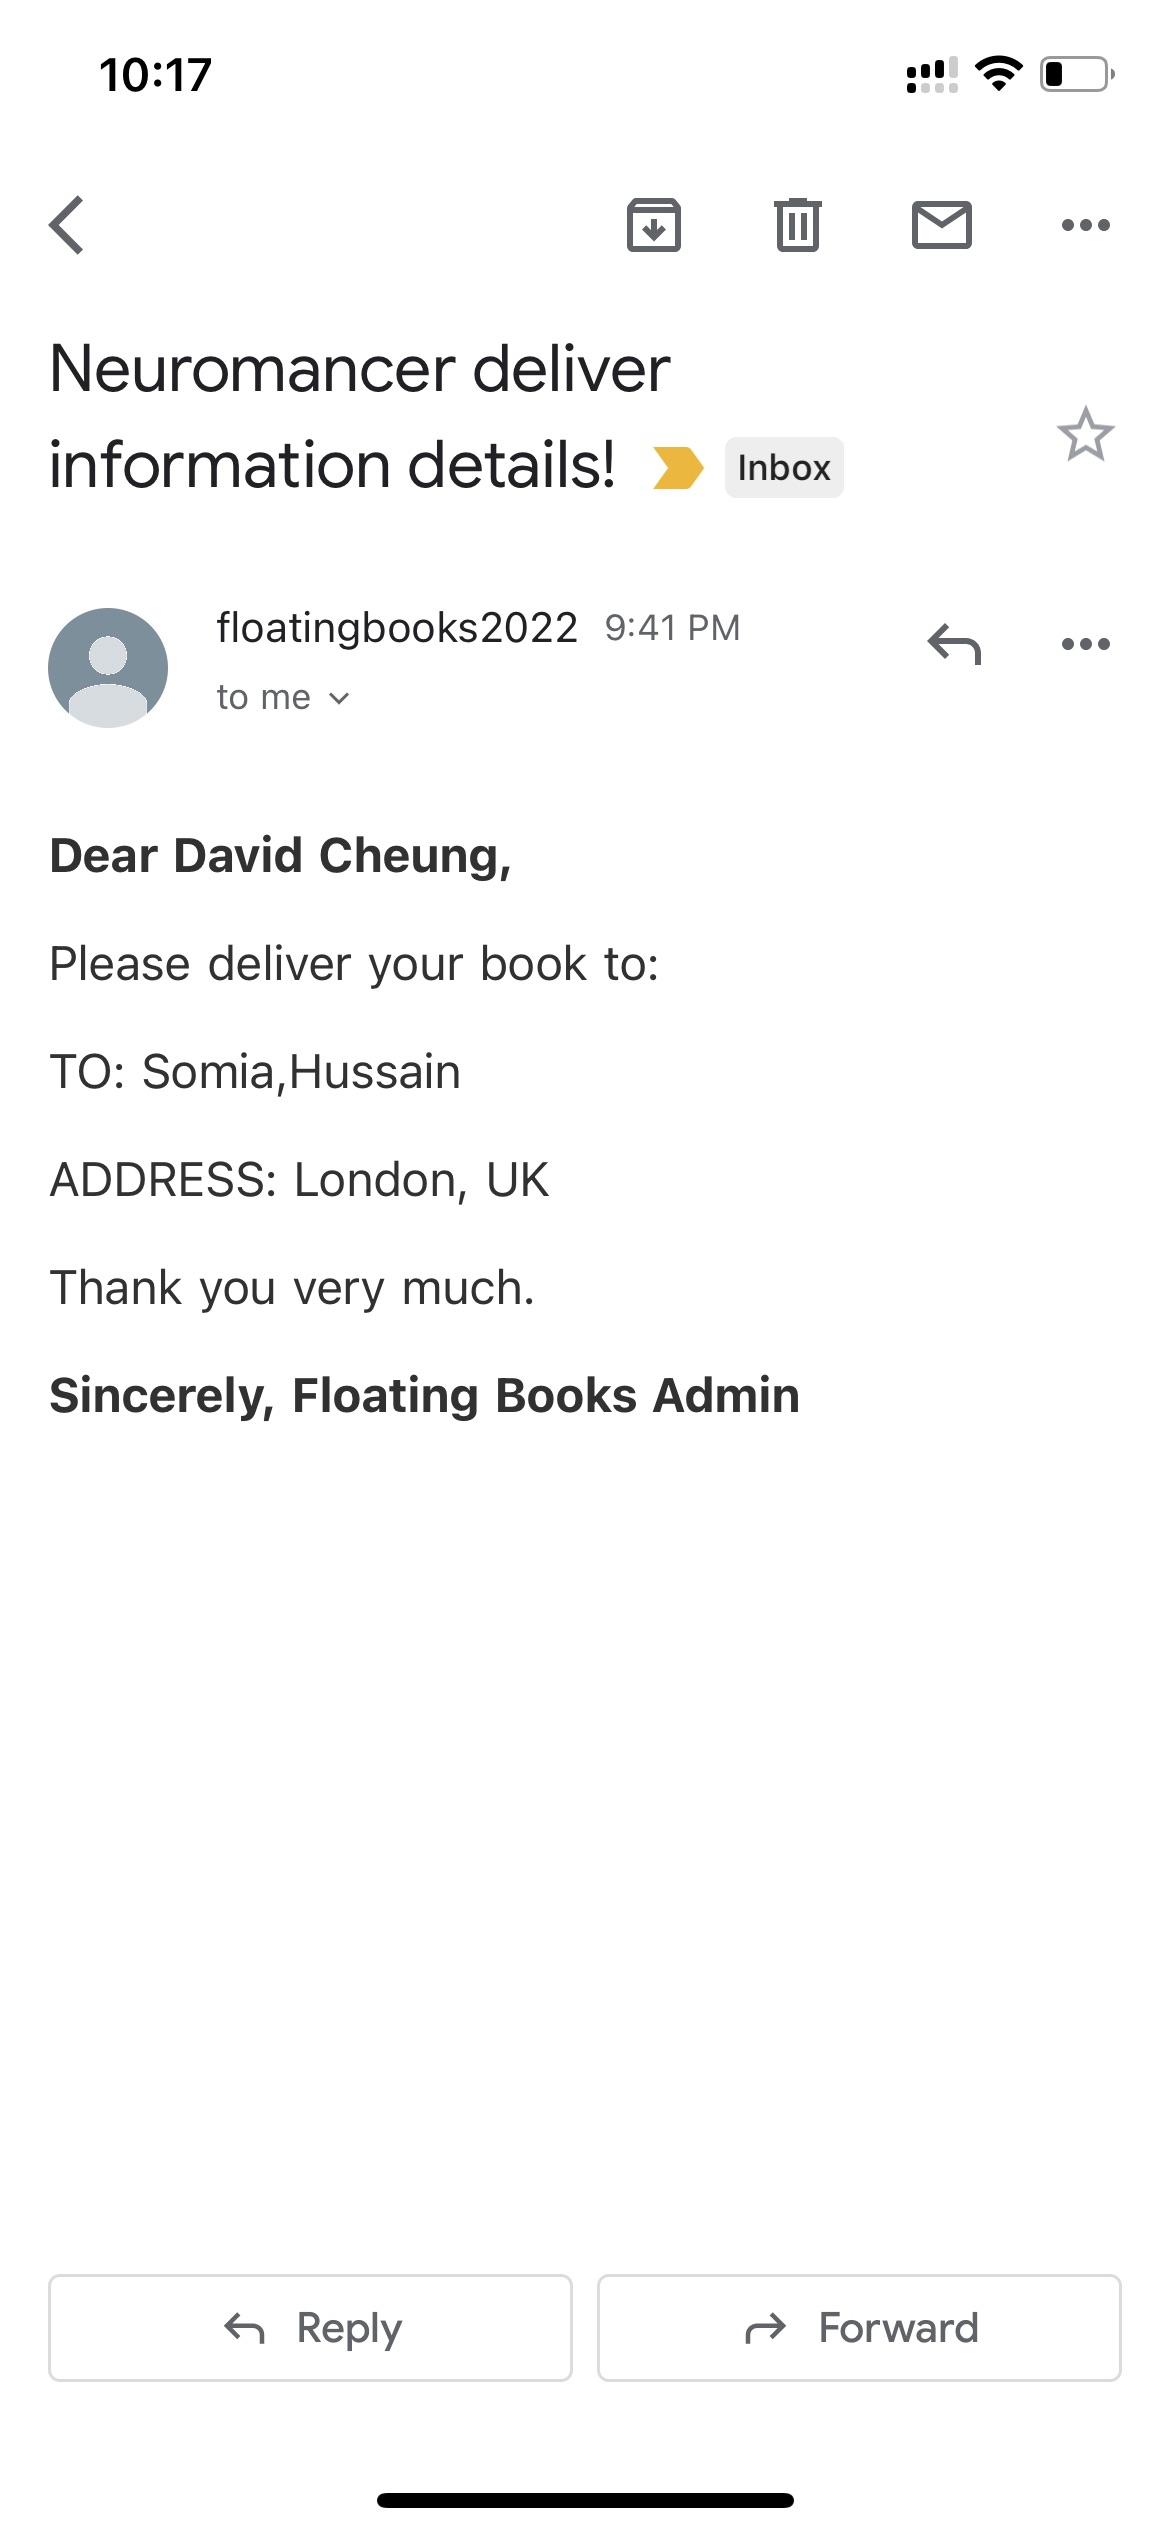 10:17
Neuromancer deliver
information details! Inbox
floatingbooks2022 9:41 PM
to me
Dear David Cheung,
Please deliver your book to:
TO: Somia,Hussain
ADDRESS: London, UK
Thank you very much.
Sincerely, Floating Books Admin
Reply Forward